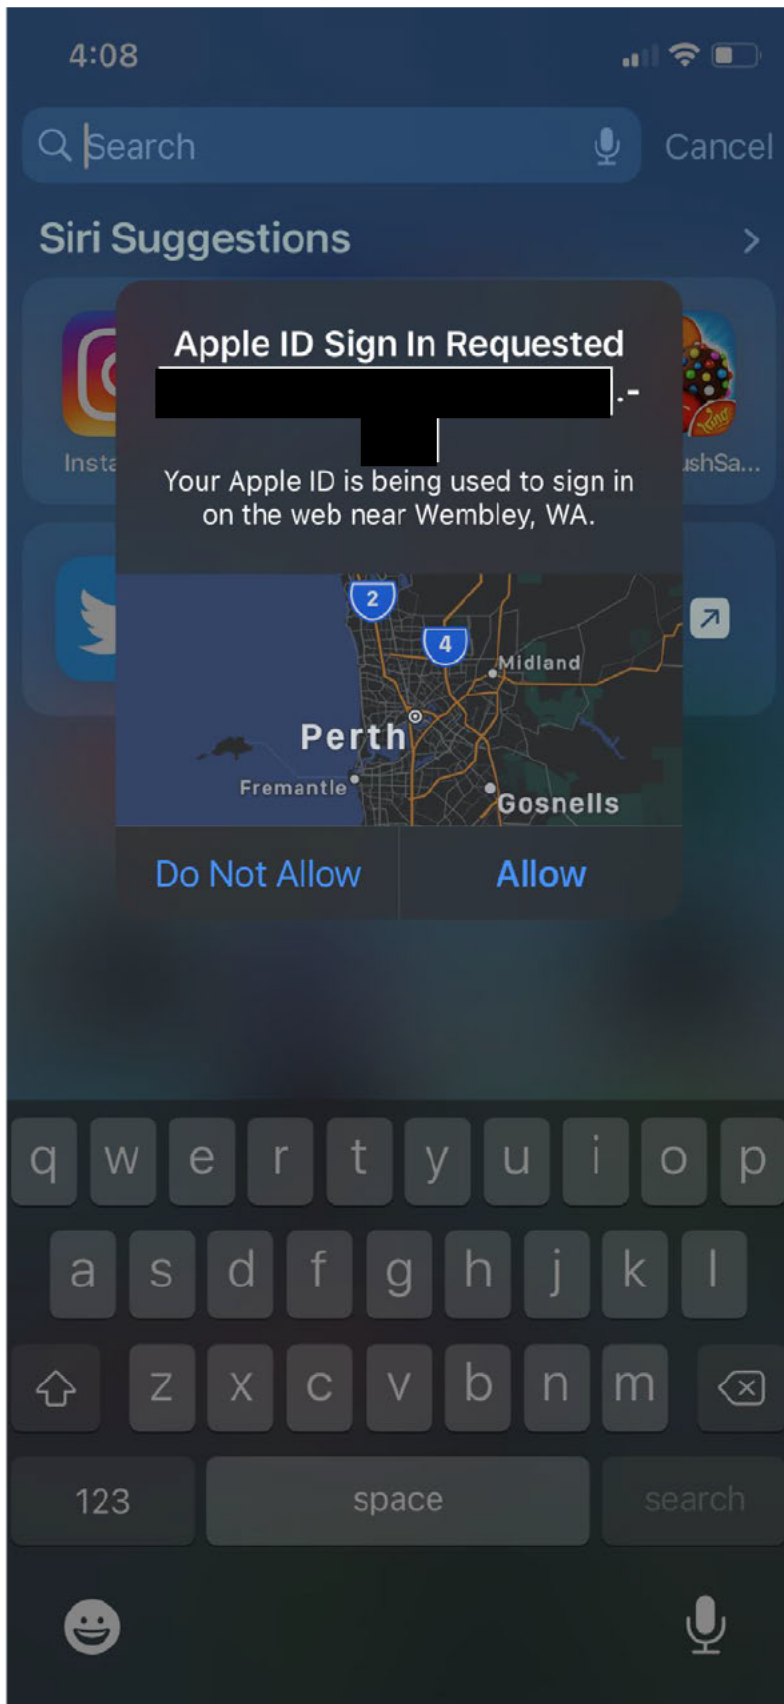 4:08
Search
Cancel
Siri Suggestions
Apple ID Sign In Requested
.-
Insta
ushSa...
Your Apple ID is being used to sign in
on the web near Wembley, WA.
2
4
Midland
Perth
Fremantle
Gosnells
Do Not Allow
Allow
q w e r t y u i o p
a s d f g h j k l
z x c v b n m
123
space
search